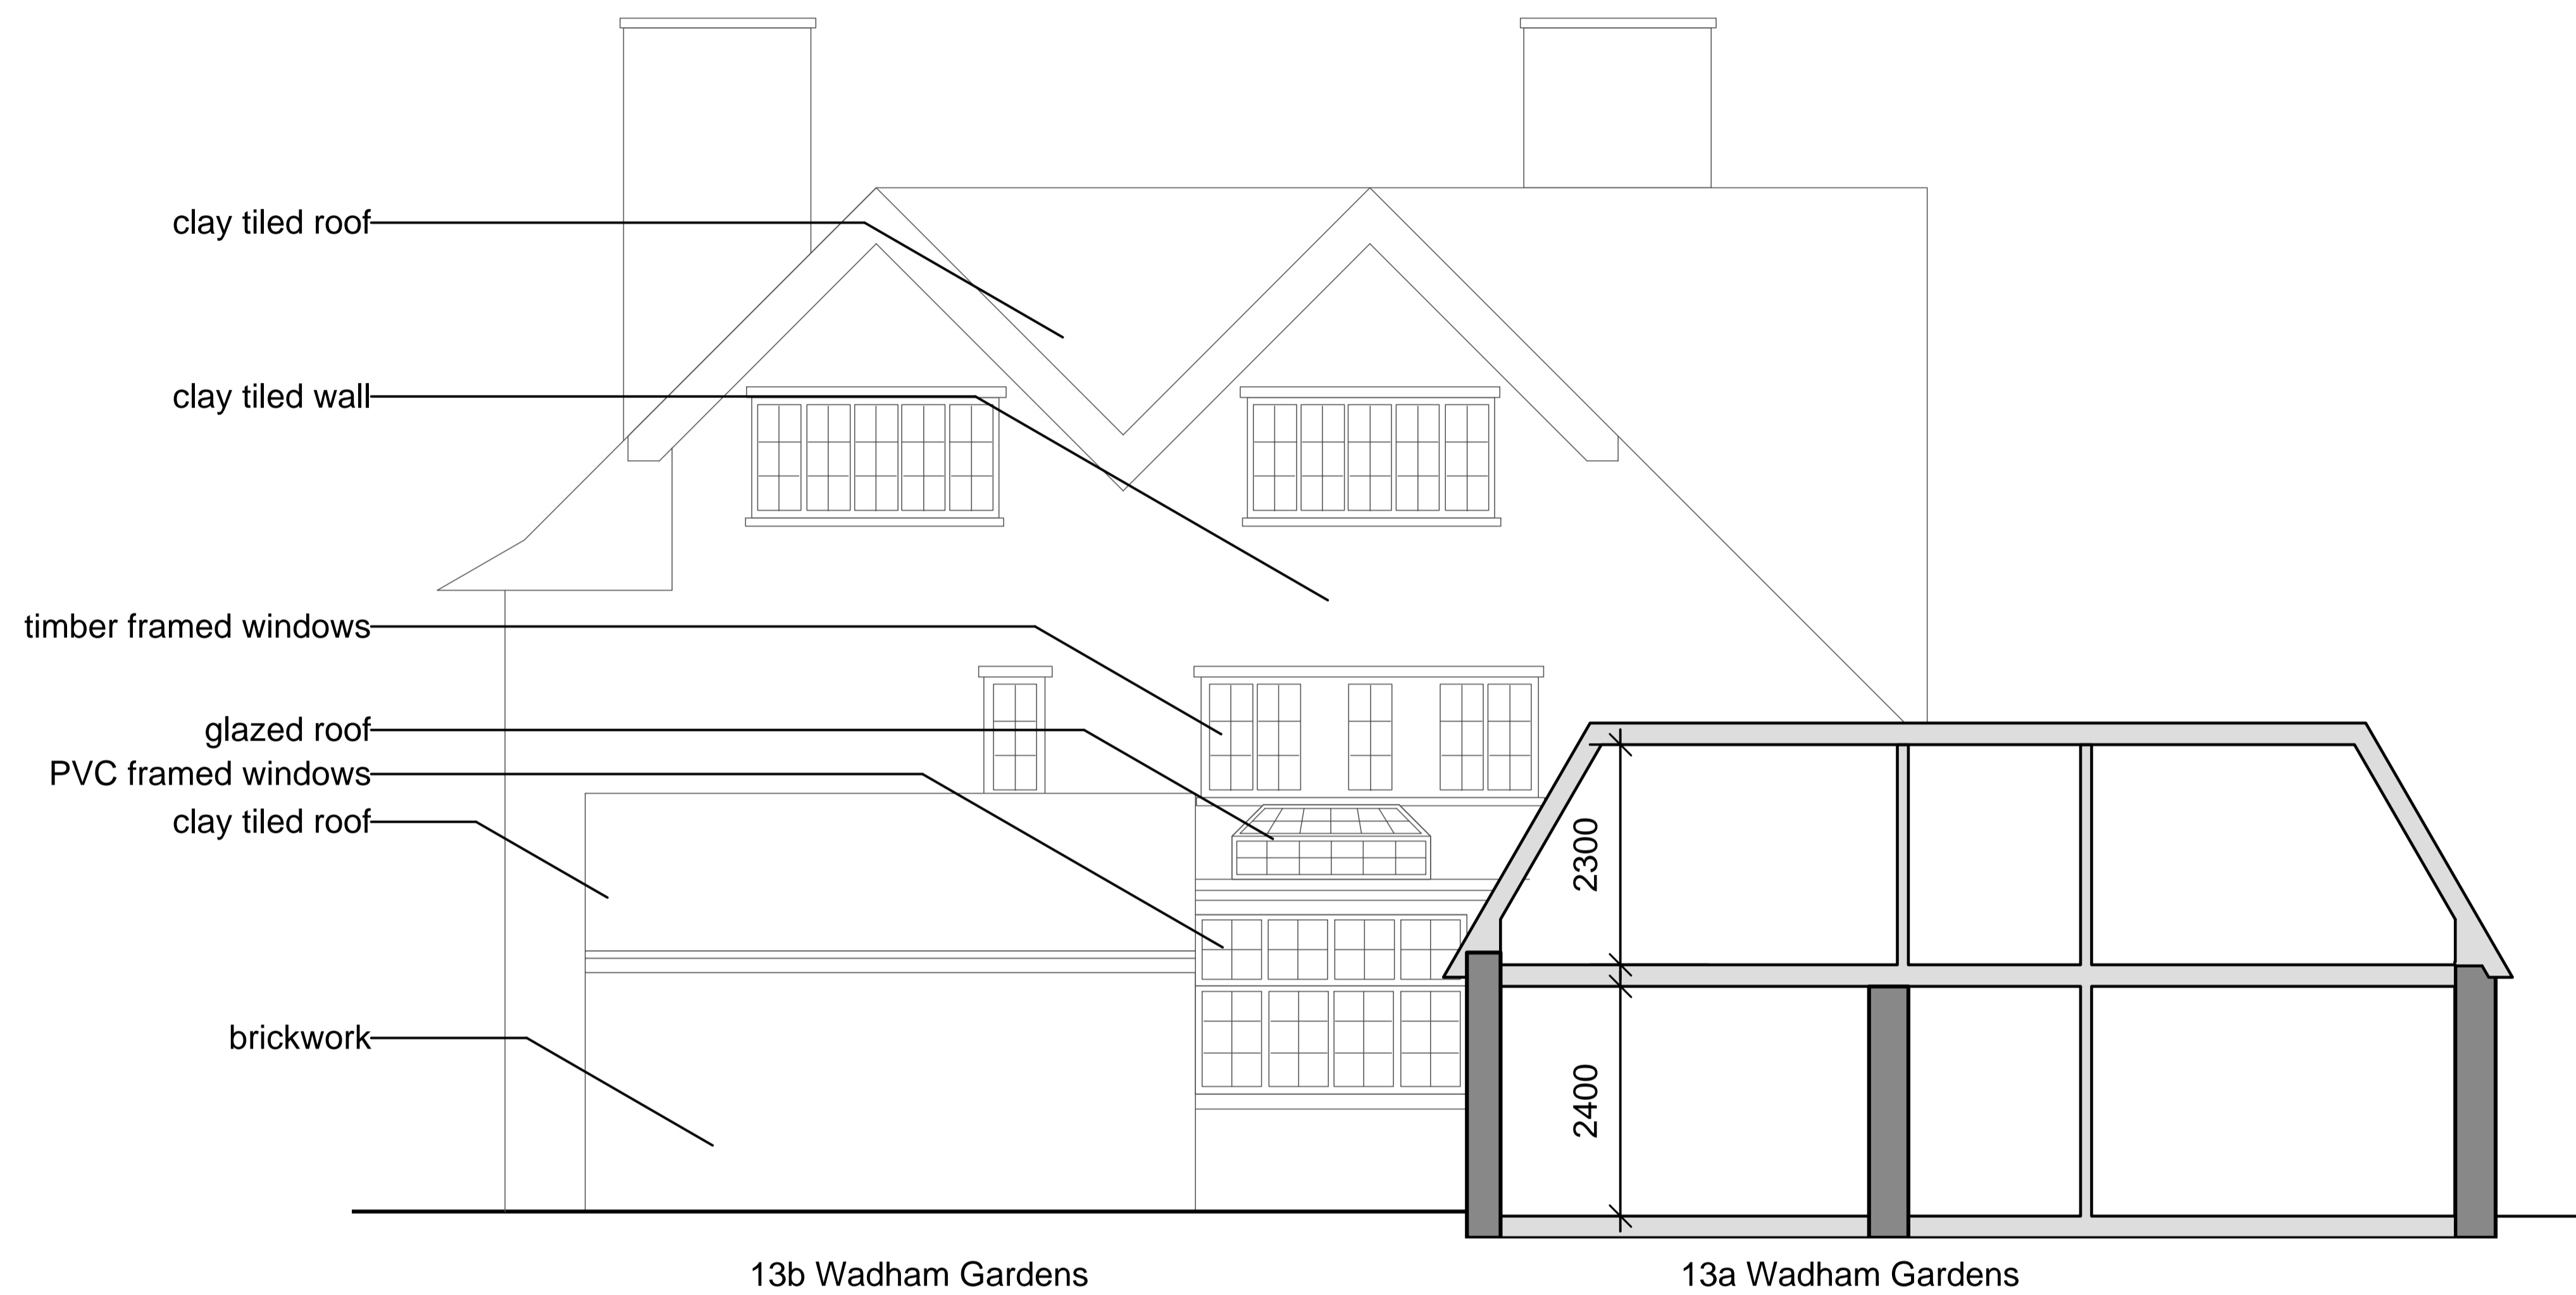 clay tiled roof
clay tiled wall
timber framed windows
glazed roof
PVC framed windows
clay tiled roof
brickwork
2300
2400
13b Wadham Gardens
13a Wadham Gardens